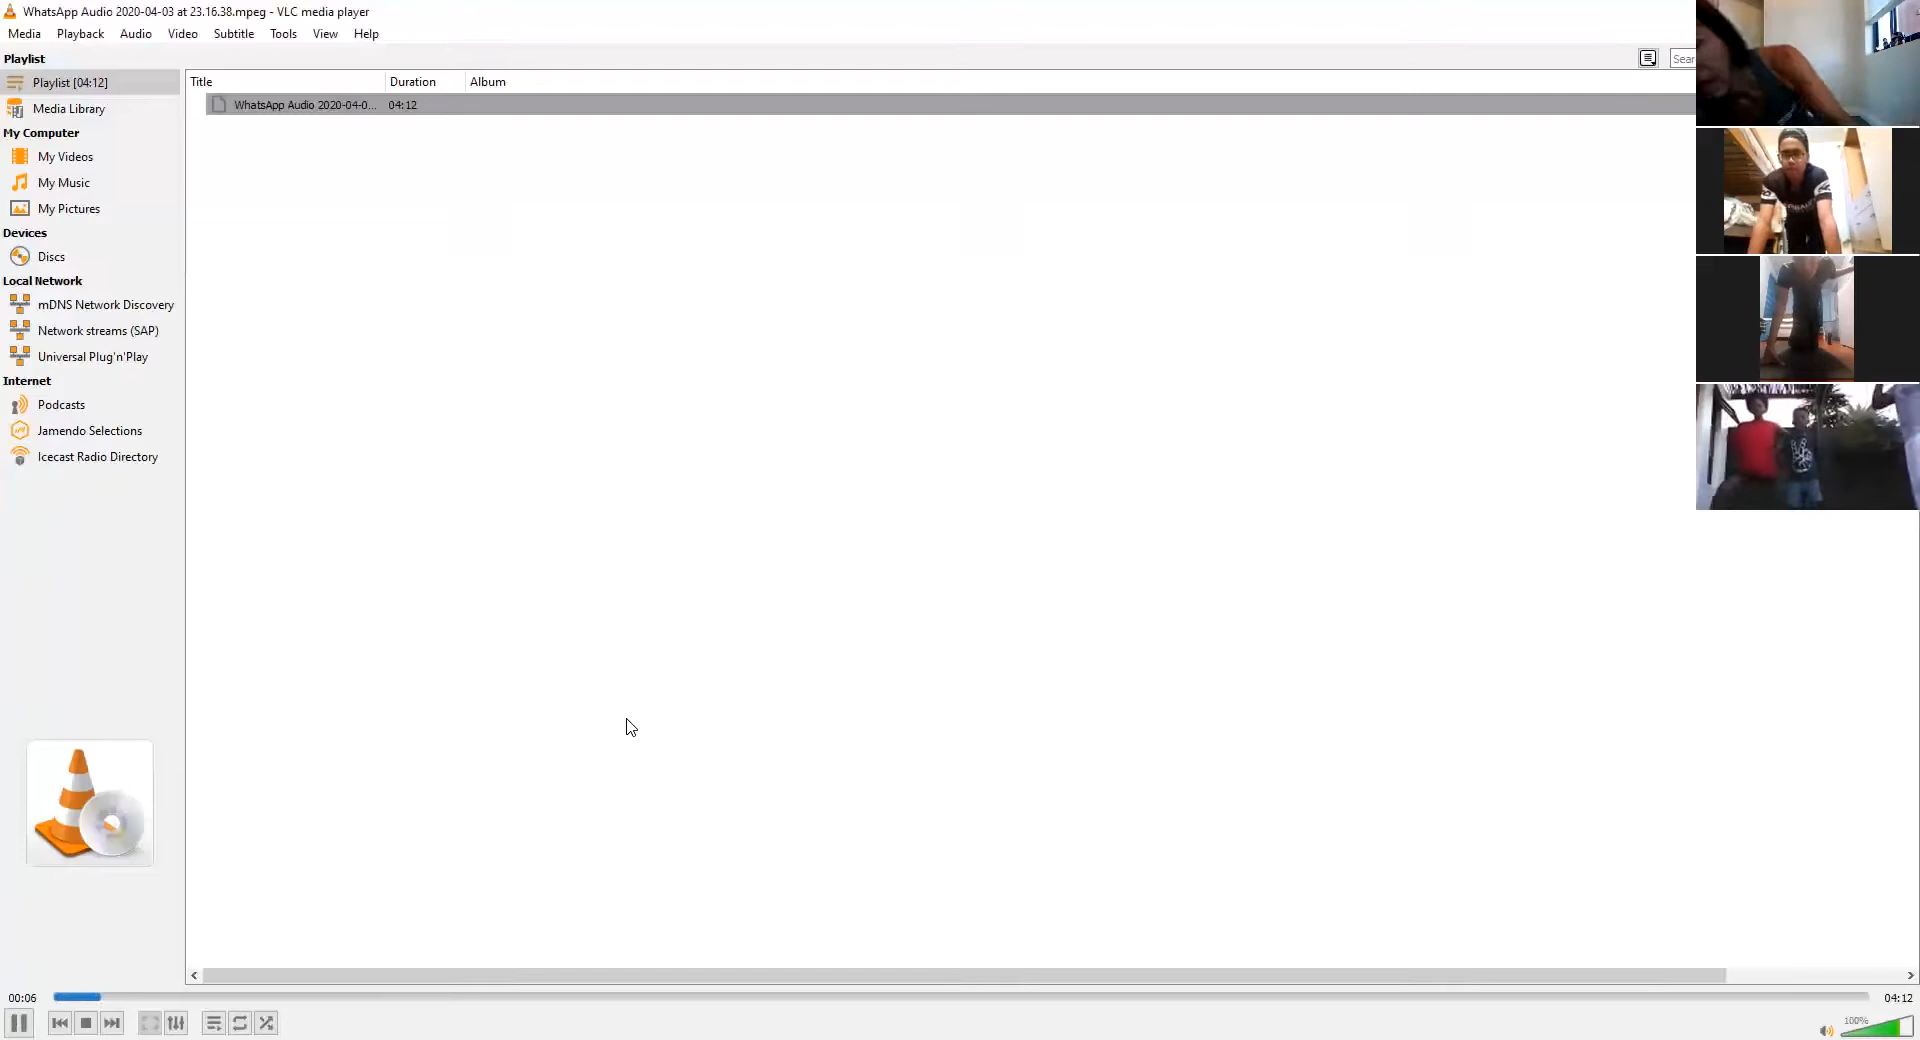 WhatsApp Audio 2020-04-03 at 23.16.38.mpeg - VLC media player
Media Playback Audio Video Subtitle Tools View Help
Playlist
Sear
Playlist [04:12]
Title Duration Album
WhatsApp Audio 2020-04-0... 04:12
Media Library
My Computer
My Videos
My Music
My Pictures
Devices
Discs
Local Network
mDNS Network Discovery
Network streams (SAP)
Universal Plug'n'Play
Internet
Podcasts
Jamendo Selections
Icecast Radio Directory
00:06 04:12
100%